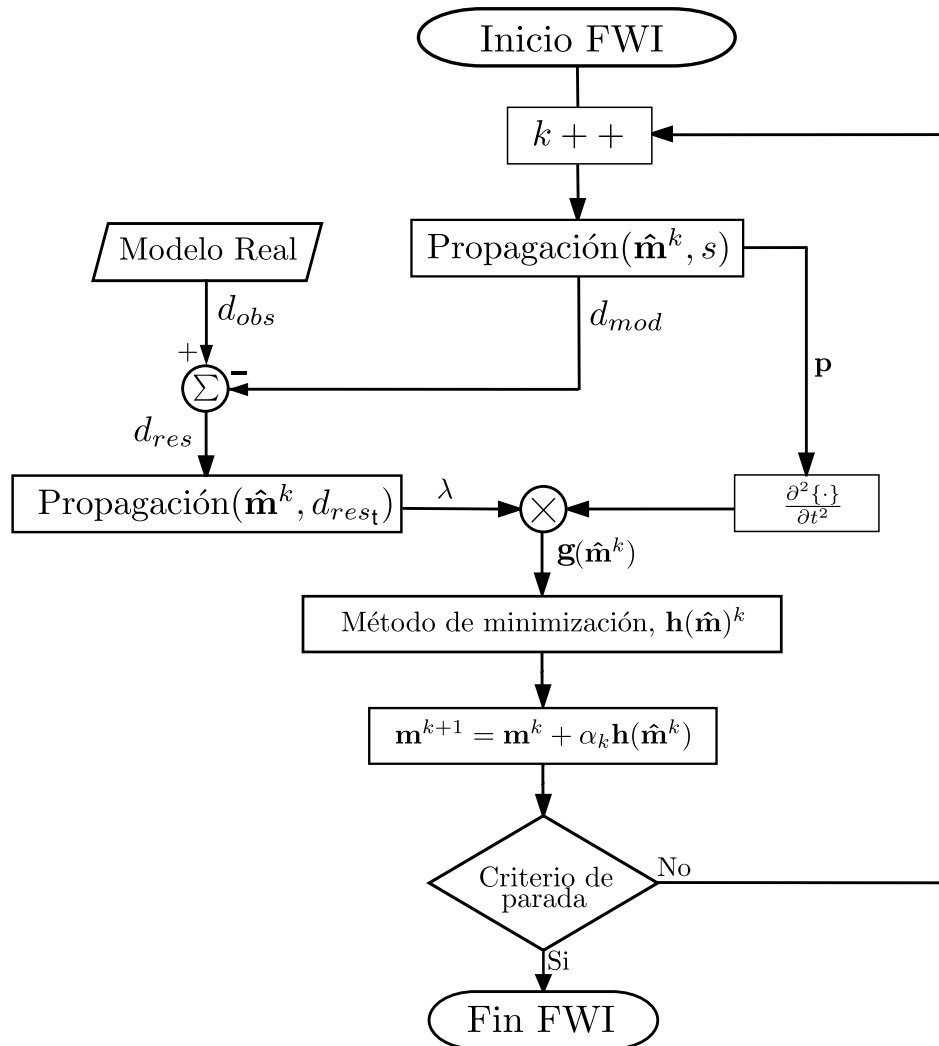 Inicio FWI
k + +
Propagación(m̂^k, s)
Modelo Real
d_obs
d_mod
+
−
Σ
p
d_res
Propagación(m̂^k, d_res_t)
λ
×
∂²{·}/∂t²
g(m̂^k)
Método de minimización, h(m̂)^k
m^{k+1} = m^k + α_k h(m̂^k)
Criterio de
parada
No
Si
Fin FWI